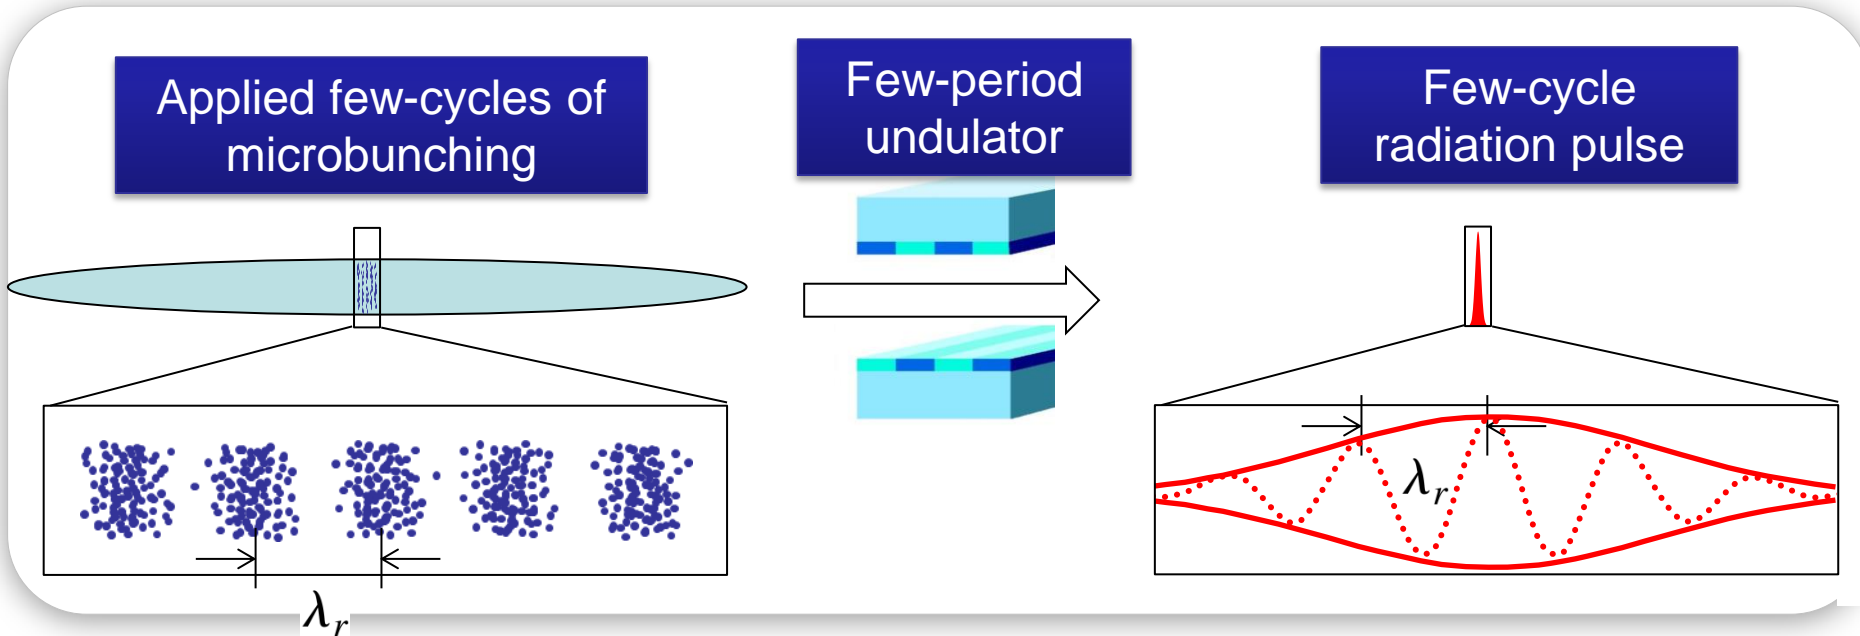 Applied few-cycles of
microbunching
Few-period
undulator
Few-cycle
radiation pulse
λr
λr